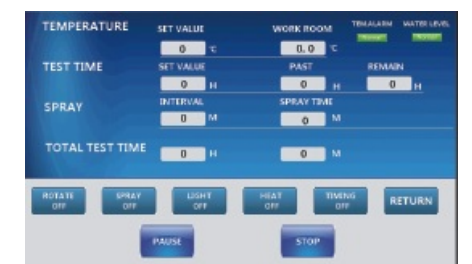 TEMPERATURE SET VALUE WORK ROOM TEM.ALARM WATER LEVEL
0 ℃ 0.0 ℃
TEST TIME SET VALUE PAST REMAIN
0 H 0 H 0 H
SPRAY INTERVAL SPRAY TIME
0 M 0 M
TOTAL TEST TIME 0 H 0 M
ROTATE OFF SPRAY OFF LIGHT OFF HEAT OFF TIMING OFF RETURN
PAUSE STOP